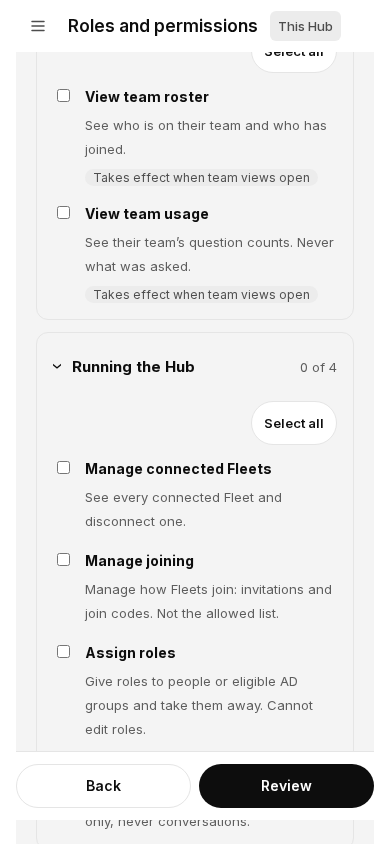 Roles and permissions This Hub
Select all
View team roster
See who is on their team and who has
joined.
Takes effect when team views open
View team usage
See their team’s question counts. Never
what was asked.
Takes effect when team views open
Running the Hub 0 of 4
Select all
Manage connected Fleets
See every connected Fleet and
disconnect one.
Manage joining
Manage how Fleets join: invitations and
join codes. Not the allowed list.
Assign roles
Give roles to people or eligible AD
groups and take them away. Cannot
edit roles.
Back Review
only, never conversations.